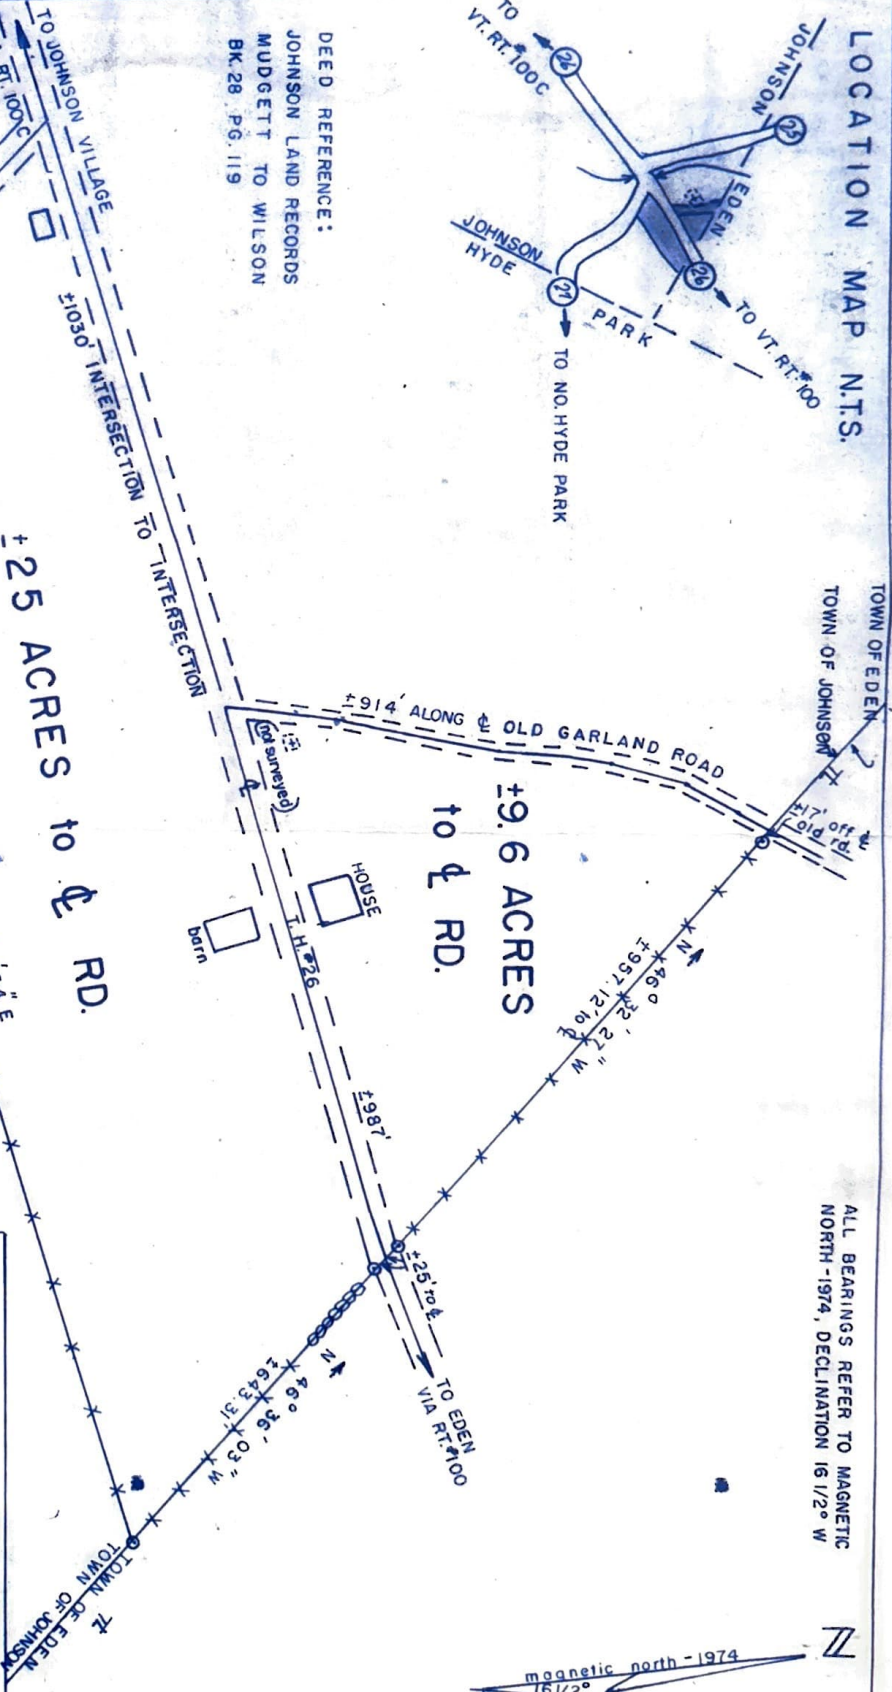 LOCATION MAP N.T.S.
JOHNSON
25
EDEN
26
TO
VT. RT. #100C
26
TO VT. RT. #100
JOHNSON
HYDE
PARK
27
TO NO. HYDE PARK
DEED REFERENCE:
JOHNSON LAND RECORDS
MUDGETT TO WILSON
BK. 28 PG. 119
TO JOHNSON VILLAGE
RT. 100C
±1030' INTERSECTION TO INTERSECTION
±25 ACRES to ℄ RD.
TOWN OF EDEN
TOWN OF JOHNSON
±17' off ℄
old rd.
±914' ALONG ℄ OLD GARLAND ROAD
(not surveyed)
℄
±9.6 ACRES
to ℄ RD.
HOUSE
barn
T.H. #26
N 46° 32' 27" W
±957.12' to ℄
±987'
±25' to ℄
TO EDEN
VIA RT. #100
N 46° 36' 03" W
±643.31'
TOWN OF EDEN
TOWN OF JOHNSON
ALL BEARINGS REFER TO MAGNETIC
NORTH - 1974, DECLINATION 16 1/2° W
N
magnetic north - 1974
16 1/2°